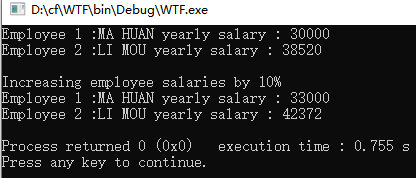 D:\cf\WTF\bin\Debug\WTF.exe
Employee 1 :MA HUAN yearly salary : 30000
Employee 2 :LI MOU yearly salary : 38520
Increasing employee salaries by 10%
Employee 1 :MA HUAN yearly salary : 33000
Employee 2 :LI MOU yearly salary : 42372
Process returned 0 (0x0)   execution time : 0.755 s
Press any key to continue.